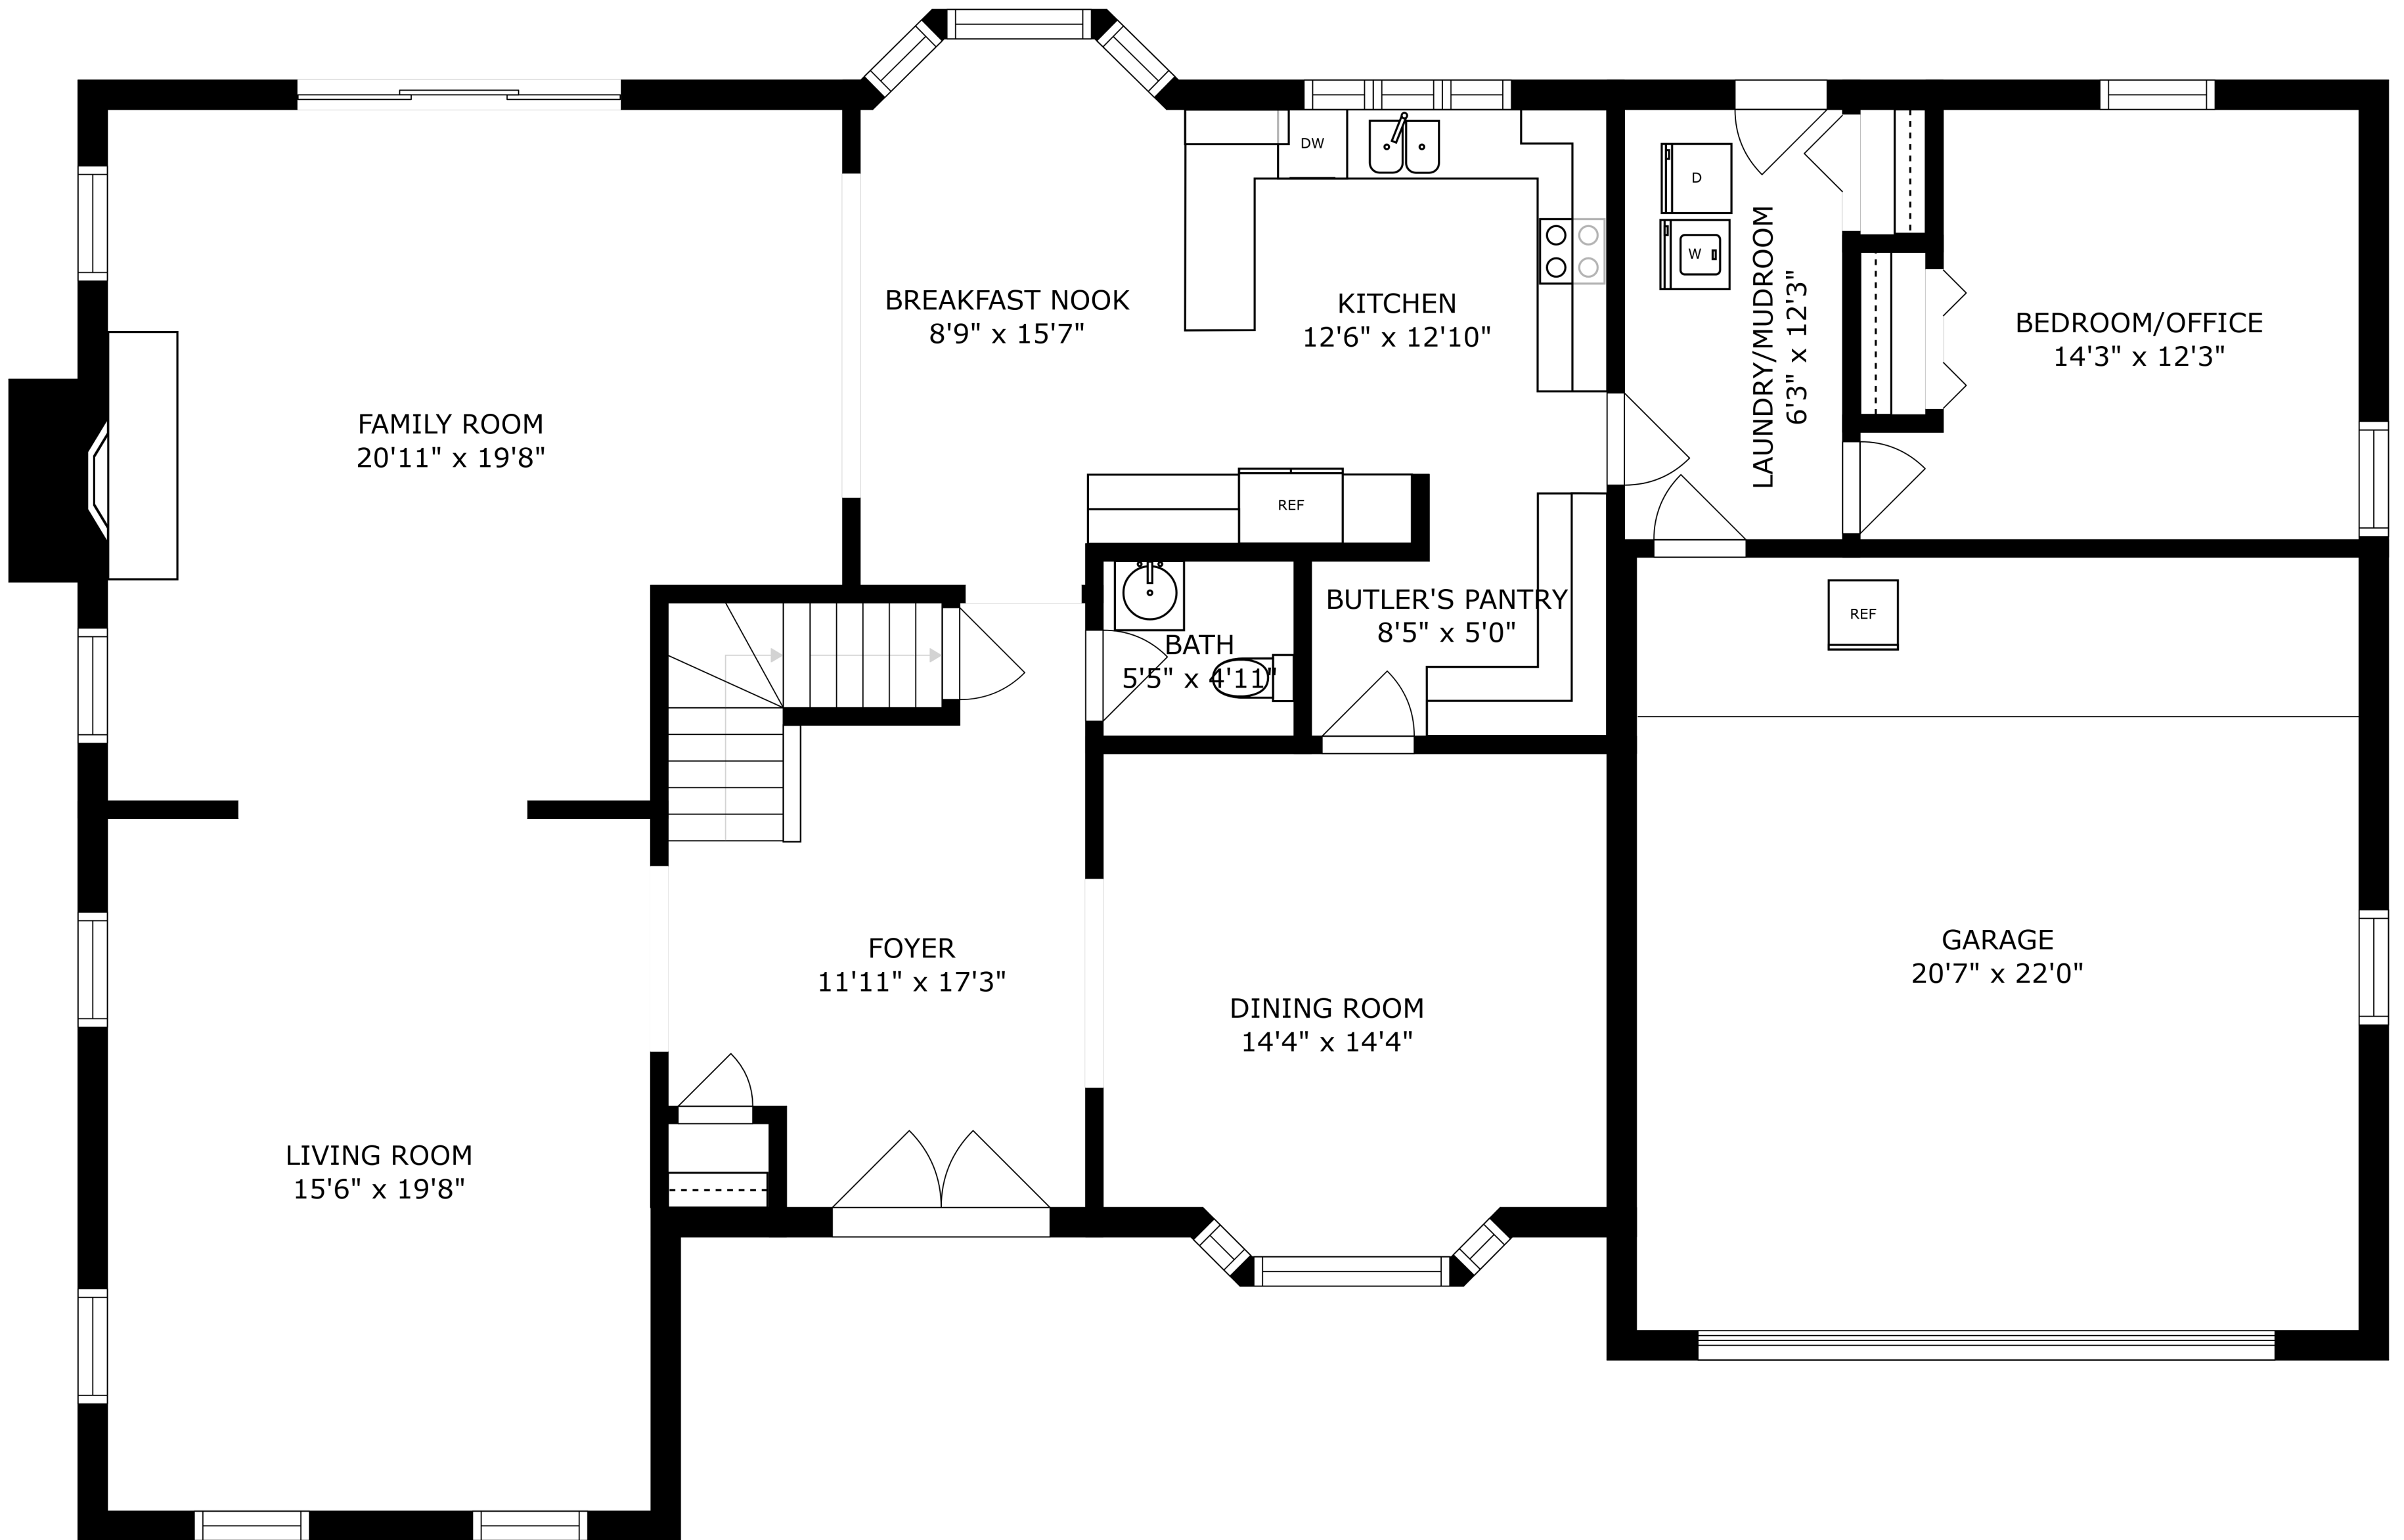 DW
D
W
LAUNDRY/MUDROOM
6'3" x 12'3"
BREAKFAST NOOK
8'9" x 15'7"
KITCHEN
12'6" x 12'10"
BEDROOM/OFFICE
14'3" x 12'3"
FAMILY ROOM
20'11" x 19'8"
REF
BUTLER'S PANTRY
8'5" x 5'0"
REF
BATH
5'5" x 4'11"
FOYER
11'11" x 17'3"
GARAGE
20'7" x 22'0"
DINING ROOM
14'4" x 14'4"
LIVING ROOM
15'6" x 19'8"